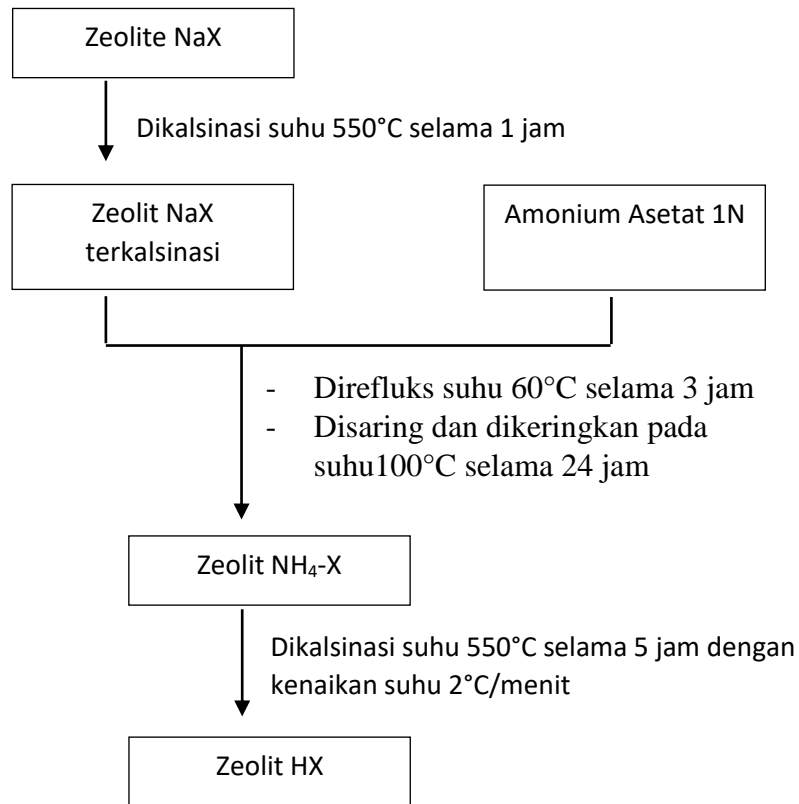 Zeolite NaX
Dikalsinasi suhu 550°C selama 1 jam
Zeolit NaX
terkalsinasi
Amonium Asetat 1N
- Direfluks suhu 60°C selama 3 jam
- Disaring dan dikeringkan pada
suhu100°C selama 24 jam
Zeolit NH₄-X
Dikalsinasi suhu 550°C selama 5 jam dengan
kenaikan suhu 2°C/menit
Zeolit HX